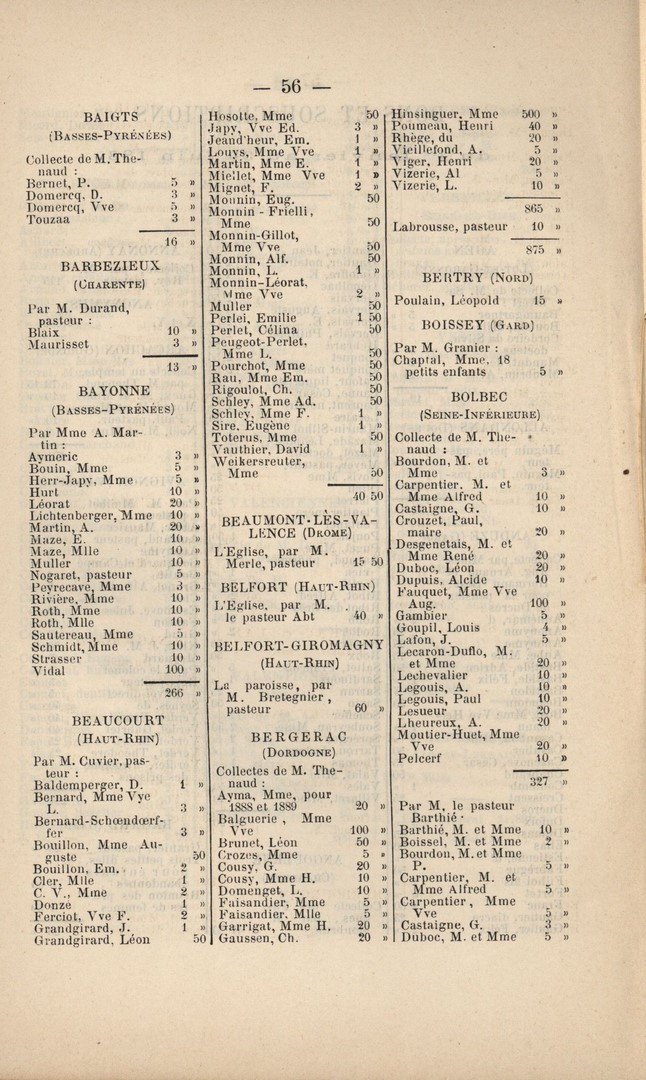 — 56 —
BAIGTS
(BASSES-PYRÉNÉES)
Collecte de M. The-
naud :
Bernet, P. 5 »
Domercq, D. 3 »
Domercq, Vve 5 »
Touzaa 3 »
16 »
BARBEZIEUX
(CHARENTE)
Par M. Durand,
pasteur :
Blaix 10 »
Maurisset 3 »
13 »
BAYONNE
(BASSES-PYRÉNÉES)
Par Mme A. Mar-
tin :
Aymeric 3 »
Bouin, Mme 5 »
Herr-Japy, Mme 5 »
Hurt 10 »
Léorat 20 »
Lichtenberger, Mme 10 »
Martin, A. 20 »
Maze, E. 10 »
Maze, Mlle 10 »
Muller 10 »
Nogaret, pasteur 5 »
Peyrecave, Mme 3 »
Rivière, Mme 10 »
Roth, Mme 10 »
Roth, Mlle 10 »
Sautereau, Mme 5 »
Schmidt, Mme 10 »
Strasser 10 »
Vidal 100 »
266 »
BEAUCOURT
(HAUT-RHIN)
Par M. Cuvier, pas-
teur :
Baldemperger, D. 1 »
Bernard, Mme Vve
L. 3 »
Bernard-Schœndœrf-
fer 3 »
Bouillon, Mme Au-
guste 50
Bouillon, Em. 2 »
Cler, Mlle 1 »
C. V., Mme 2 »
Donze 1 »
Ferciot, Vve F. 2 »
Grandgirard, J. 1 »
Grandgirard, Léon 50
Hosotte, Mme 50
Japy, Vve Ed. 3 »
Jeand'heur, Em. 1 »
Louys, Mme Vve 1 »
Martin, Mme E. 1 »
Miellet, Mme Vve 1 »
Mignet, F. 2 »
Monnin, Eug. 50
Monnin - Frielli,
Mme 50
Monnin-Gillot,
Mme Vve 50
Monnin, Alf. 50
Monnin, L. 1 »
Monnin-Léorat,
Mme Vve 2 »
Muller 50
Perlei, Emilie 1 50
Perlet, Célina 50
Peugeot-Perlet,
Mme L. 50
Pourchot, Mme 50
Rau, Mme Em. 50
Rigoulot, Ch. 50
Schley, Mme Ad. 50
Schley, Mme F. 1 »
Sire, Eugène 1 »
Toterus, Mme 50
Vauthier, David 1 »
Weikersreuter,
Mme 50
40 50
BEAUMONT-LÈS-VA-
LENCE (DROME)
L'Eglise, par M.
Merle, pasteur 15 50
BELFORT (HAUT-RHIN)
L'Eglise, par M.
le pasteur Abt 40 »
BELFORT-GIROMAGNY
(HAUT-RHIN)
La paroisse, par
M. Bretegnier,
pasteur 60 »
BERGERAC
(DORDOGNE)
Collectes de M. The-
naud :
Ayma, Mme, pour
1888 et 1889 20 »
Balguerie, Mme
Vve 100 »
Brunet, Léon 50 »
Crozes, Mme 5 »
Cousy, G. 20 »
Cousy, Mme H. 10 »
Domenget, L. 10 »
Faisandier, Mme 5 »
Faisandier, Mlle 5 »
Garrigat, Mme H. 20 »
Gaussen, Ch. 20 »
Hinsinguer, Mme 500 »
Poumeau, Henri 40 »
Rhège, du 20 »
Vieillefond, A. 5 »
Viger, Henri 20 »
Vizerie, Al 5 »
Vizerie, L. 10 »
865 »
Labrousse, pasteur 10 »
875 »
BERTRY (NORD)
Poulain, Léopold 15 »
BOISSEY (GARD)
Par M. Granier :
Chaptal, Mme, 18
petits enfants 5 »
BOLBEC
(SEINE-INFÉRIEURE)
Collecte de M. The-
naud :
Bourdon, M. et
Mme 3 »
Carpentier, M. et
Mme Alfred 10 »
Castaigne, G. 10 »
Crouzet, Paul,
maire 20 »
Desgenetais, M. et
Mme René 20 »
Duboc, Léon 20 »
Dupuis, Alcide 10 »
Fauquet, Mme Vve
Aug. 100 »
Gambier 5 »
Goupil, Louis 4 »
Lafon, J. 5 »
Lecaron-Duflo, M.
et Mme 20 »
Lechevalier 10 »
Legouis, A. 10 »
Legouis, Paul 10 »
Lesueur 20 »
Lheureux, A. 20 »
Moutier-Huet, Mme
Vve 20 »
Pelcerf 10 »
327 »
Par M. le pasteur
Barthié :
Barthié, M. et Mme 10 »
Boissel, M. et Mme 2 »
Bourdon, M. et Mme
P. 5 »
Carpentier, M. et
Mme Alfred 5 »
Carpentier, Mme
Vve 5 »
Castaigne, G. 3 »
Duboc, M. et Mme 5 »